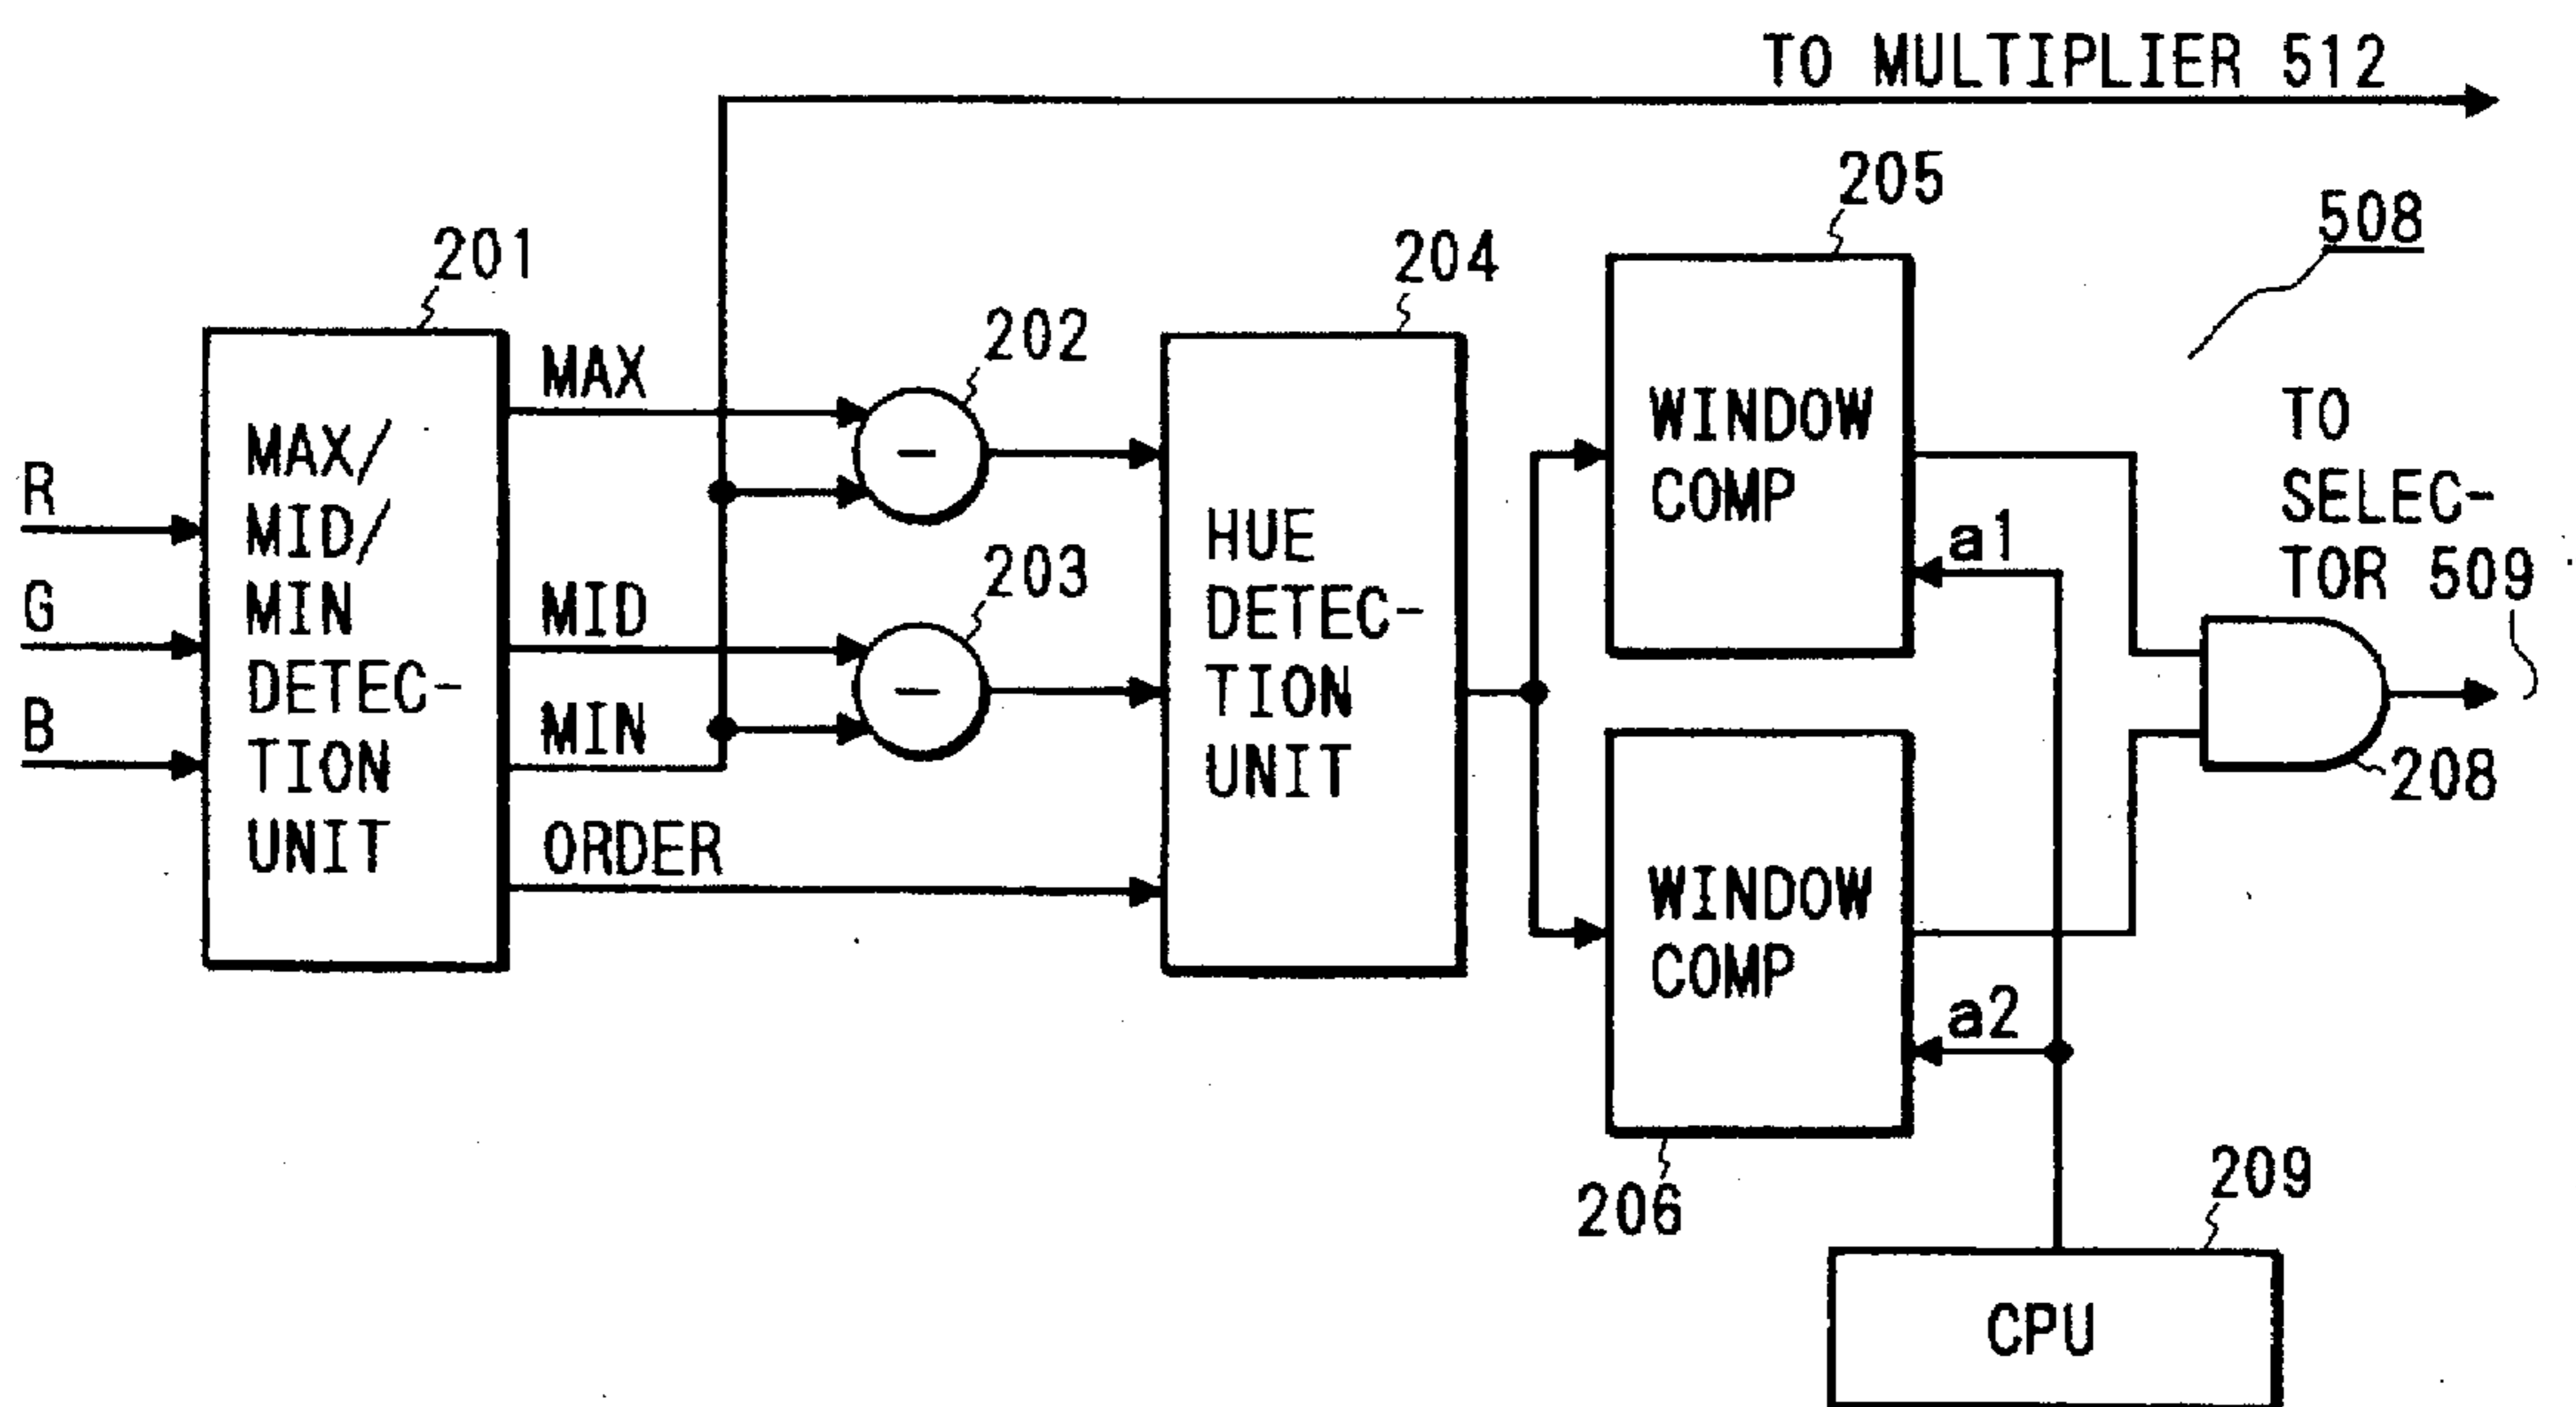 TO MULTIPLIER 512
205
508
201
204
202
MAX
TO
SELEC-
TOR 509
WINDOW
COMP
MAX/
MID/
MIN
DETEC-
TION
UNIT
R
G
B
203
a1
HUE
DETEC-
TION
UNIT
MID
MIN
ORDER
208
WINDOW
COMP
a2
206
209
CPU
−
−